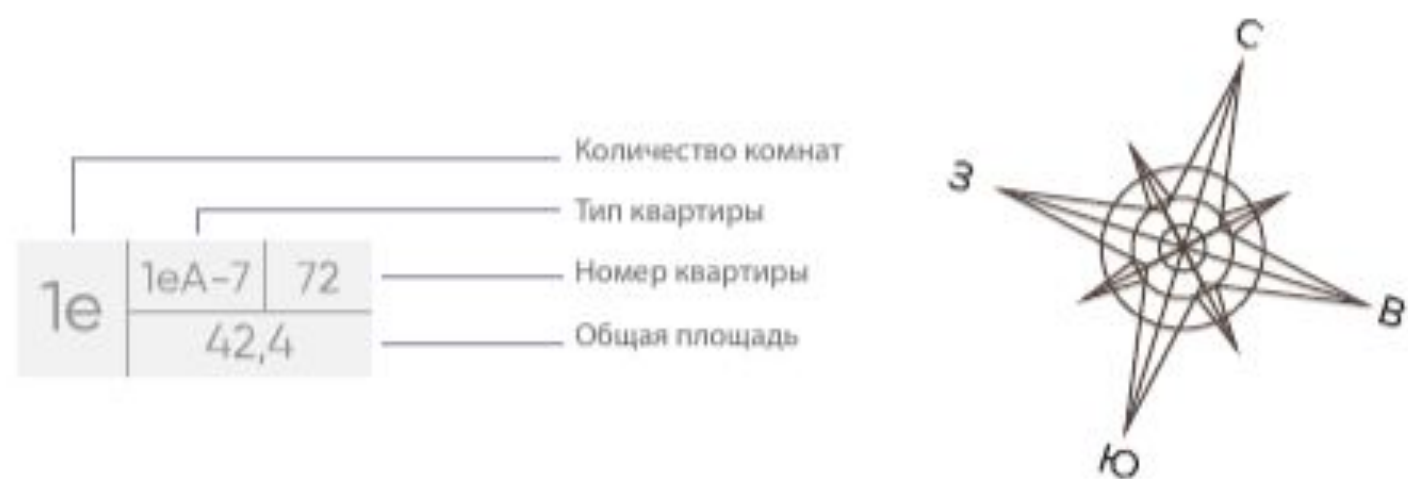 Количество комнат
Тип квартиры
Номер квартиры
Общая площадь
1е
1еА-7
72
42,4
С
З
В
Ю